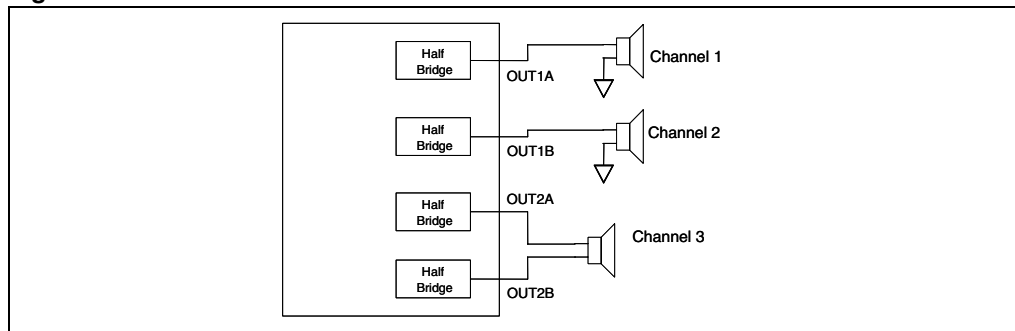 Half
Bridge
OUT1A
Channel 1
Half
Bridge
OUT1B
Channel 2
Half
Bridge
OUT2A
Channel 3
Half
Bridge
OUT2B